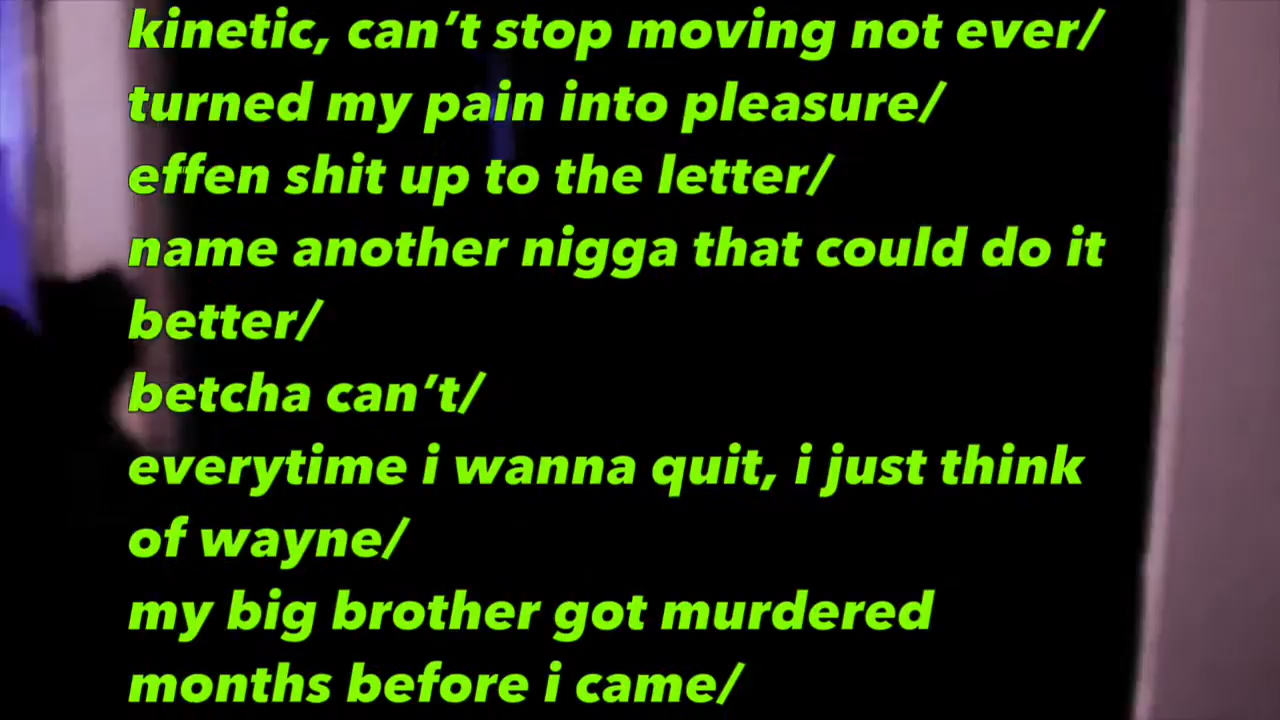 kinetic, can't stop moving not ever/
turned my pain into pleasure/
effen shit up to the letter/
name another nigga that could do it
better/
betcha can't/
everytime i wanna quit, i just think
of wayne/
my big brother got murdered
months before i came/